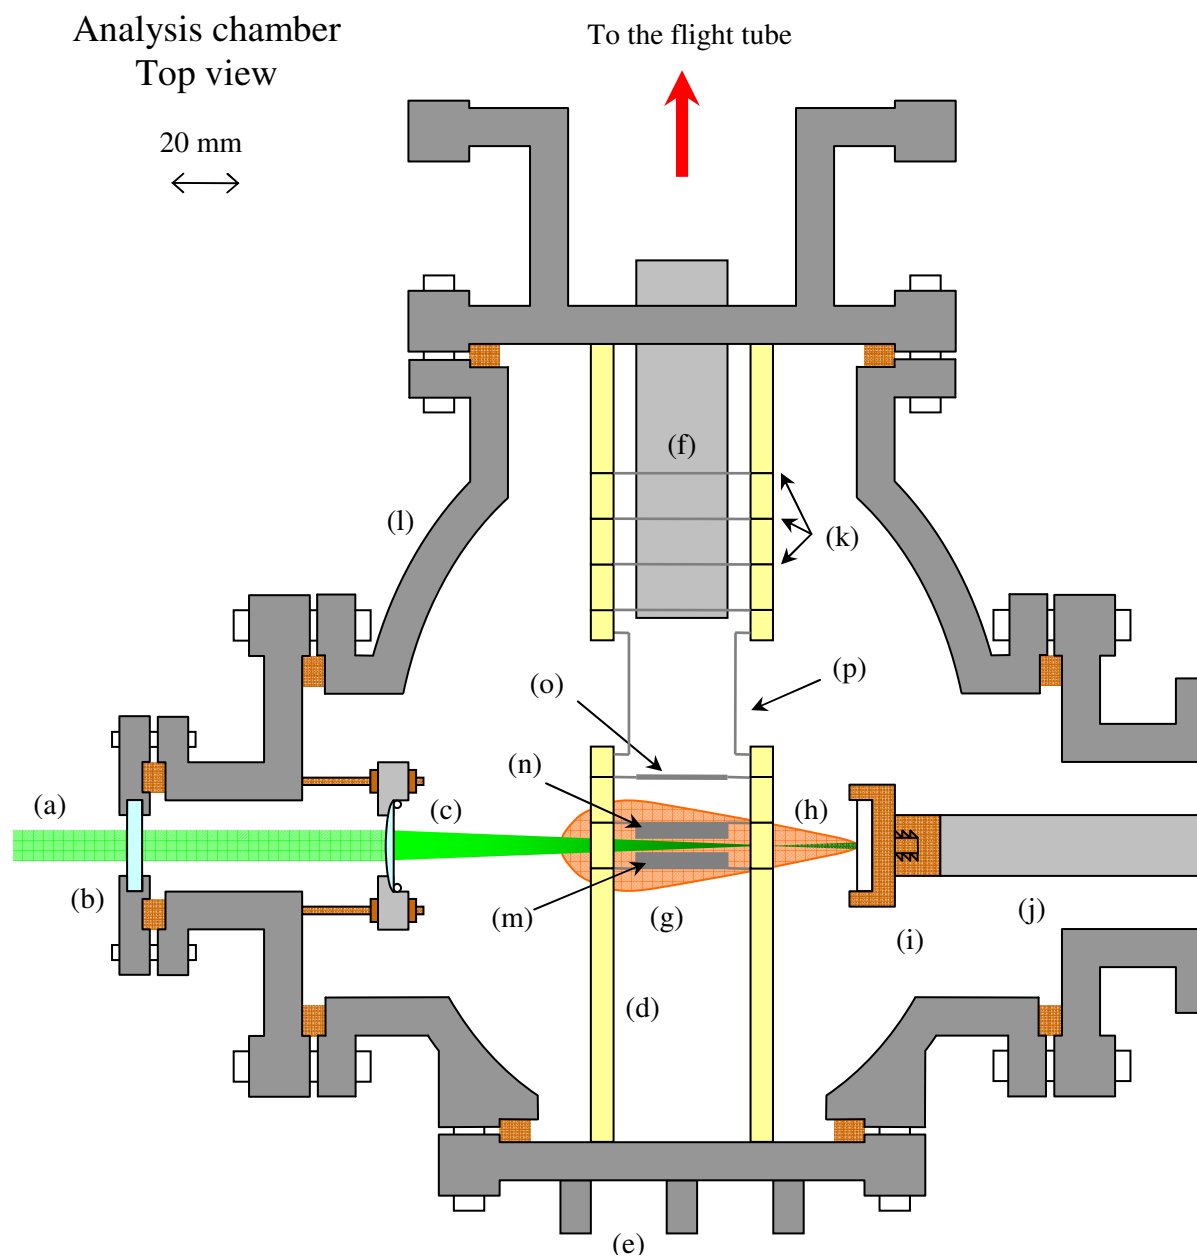 Analysis chamber
Top view
To the flight tube
20 mm
(f)
(l)
(k)
(o)
(p)
(n)
(a)
(c)
(h)
(b)
(m)
(g)
(j)
(i)
(d)
(e)